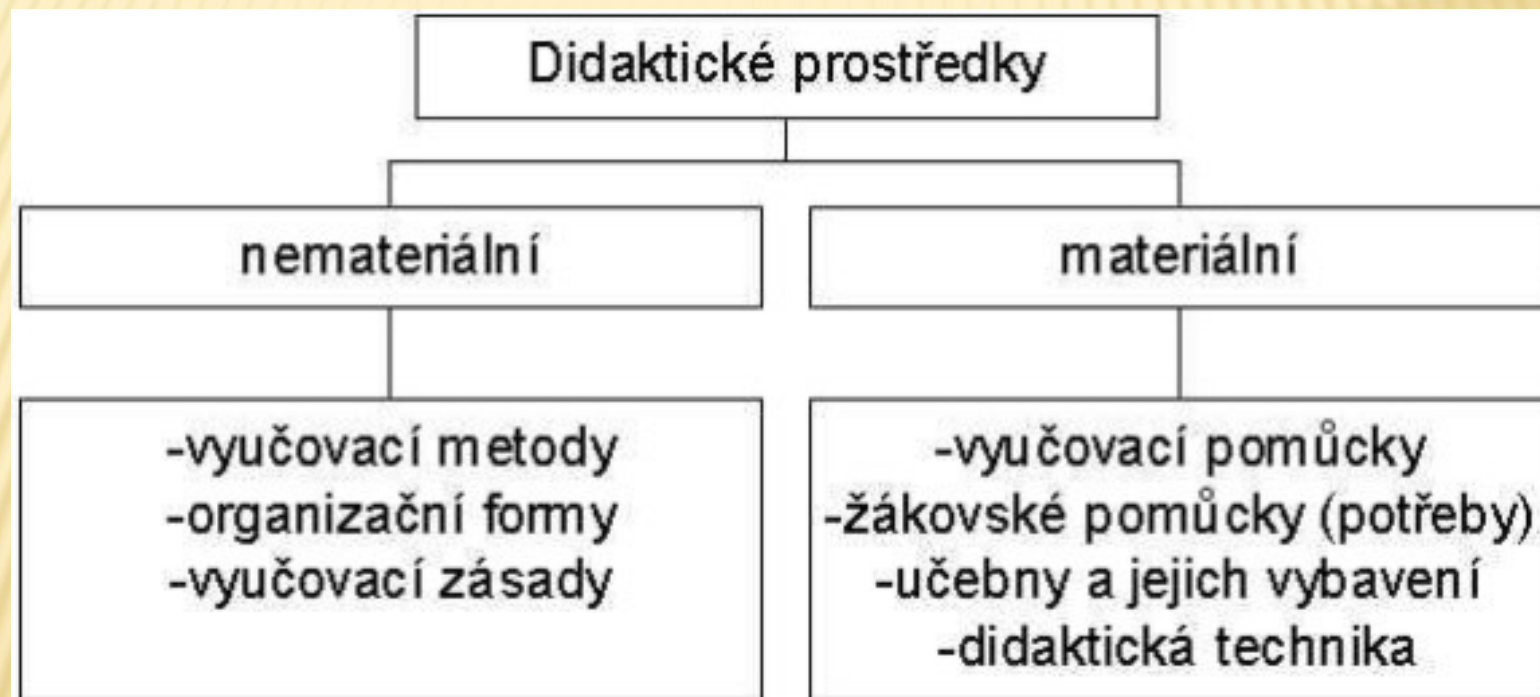 Didaktické prostředky
nemateriální
materiální
-vyučovací metody
-organizační formy
-vyučovací zásady
-vyučovací pomůcky
-žákovské pomůcky (potřeby)
-učebny a jejich vybavení
-didaktická technika